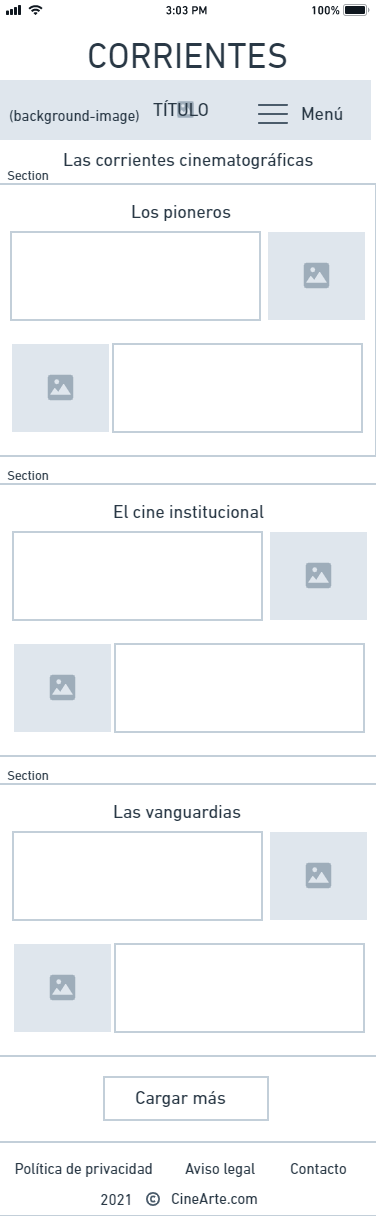 3:03 PM 100%
CORRIENTES
(background-image) TÍTULO Menú
Las corrientes cinematográficas
Section
Los pioneros
Section
El cine institucional
Section
Las vanguardias
Cargar más
Política de privacidad Aviso legal Contacto
2021 © CineArte.com